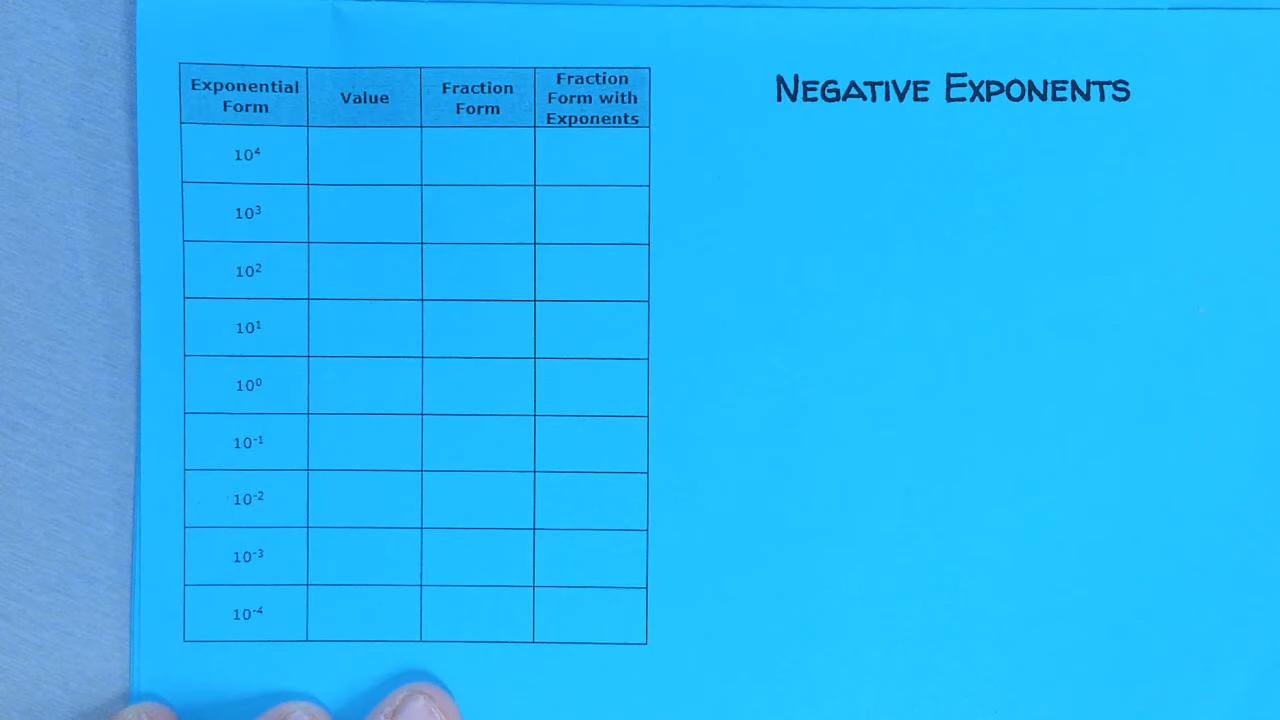 Exponential Form
Value
Fraction Form
Fraction Form with Exponents
10⁴
10³
10²
10¹
10⁰
10⁻¹
10⁻²
10⁻³
10⁻⁴
NEGATIVE EXPONENTS